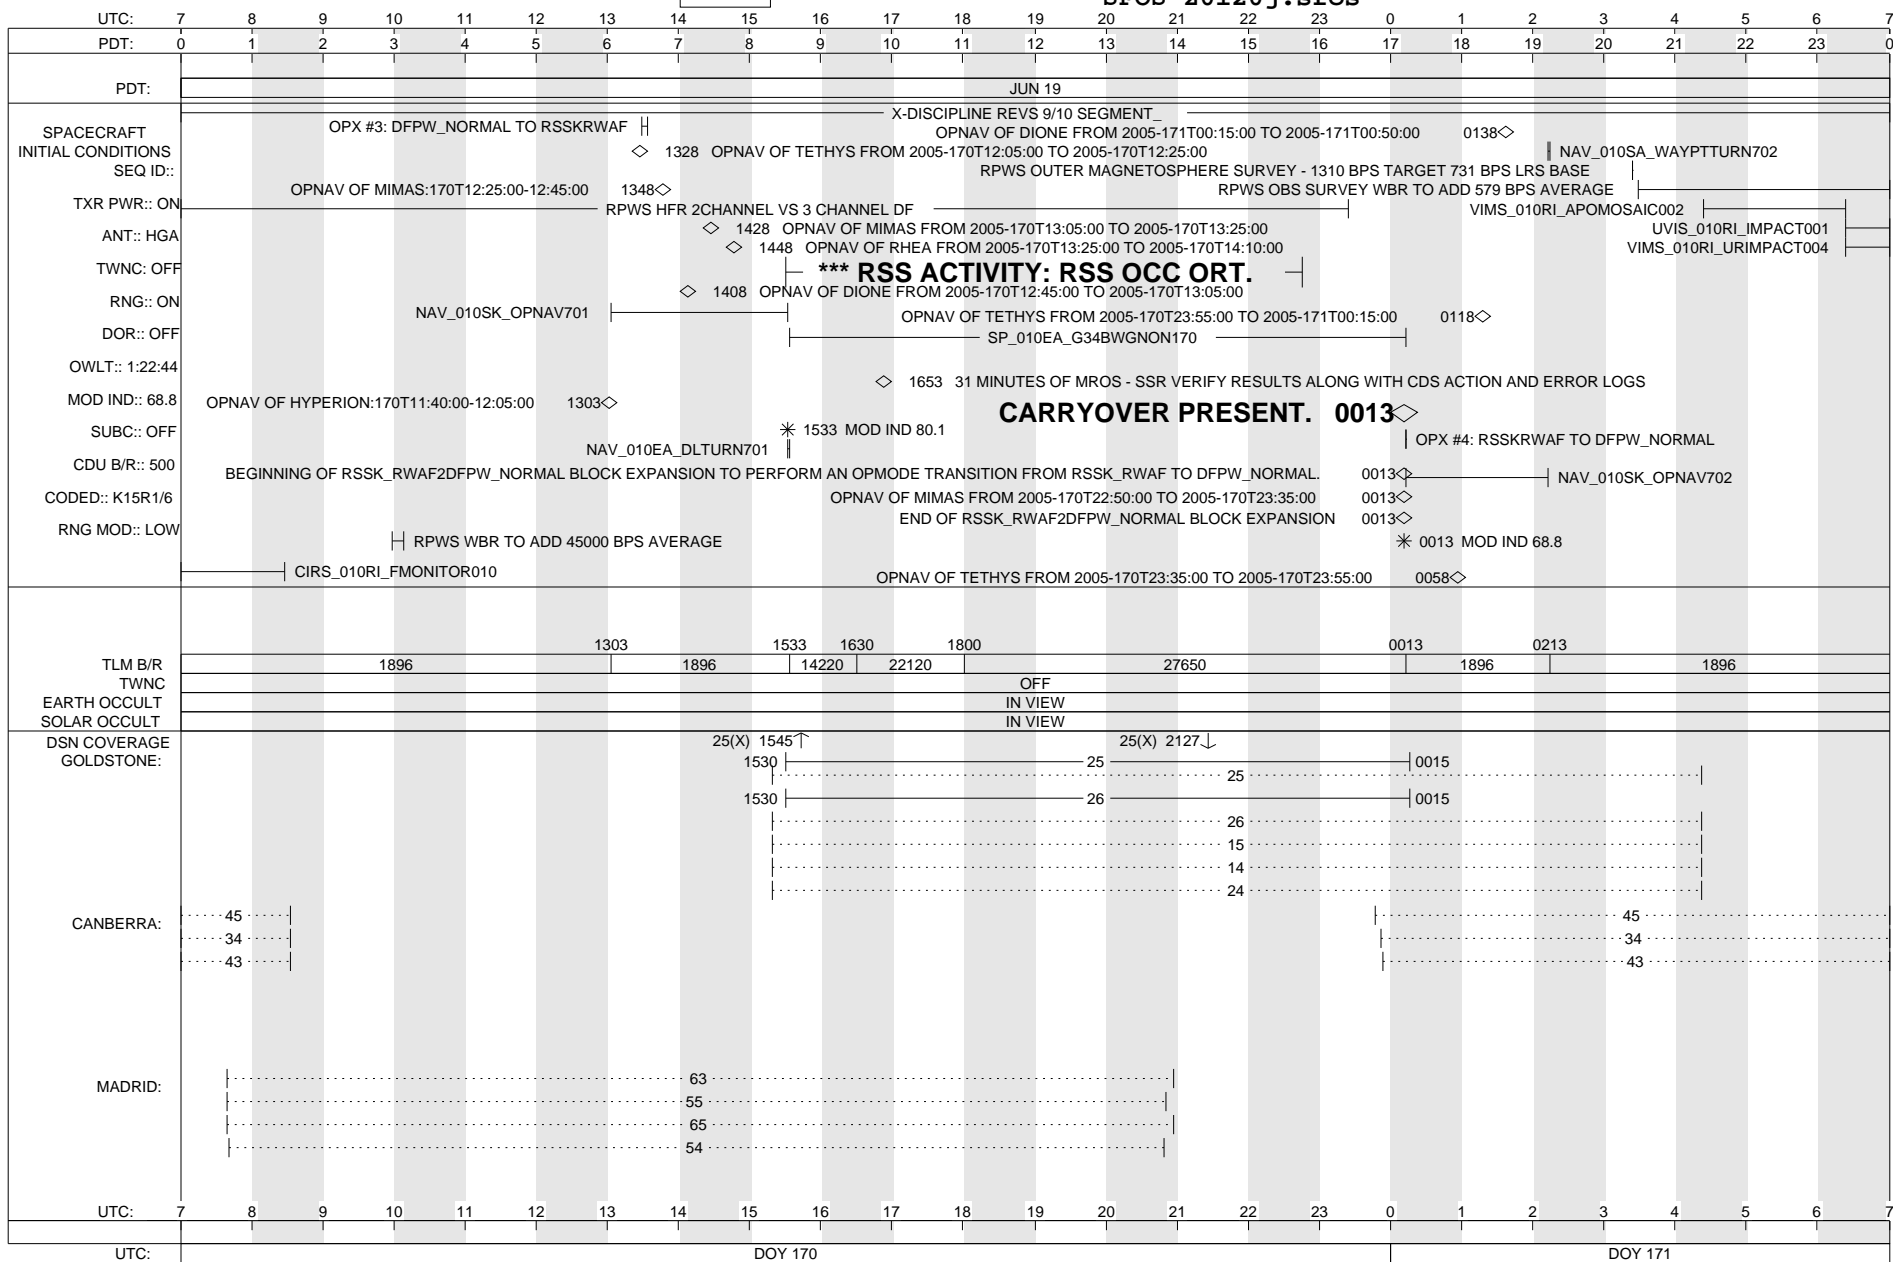 UTC: 7 8 9 10 11 12 13 14 15 16 17 18 19 20 21 22 23 0 1 2 3 4 5 6 7
PDT: 0 1 2 3 4 5 6 7 8 9 10 11 12 13 14 15 16 17 18 19 20 21 22 23 0
PDT: JUN 19
X-DISCIPLINE REVS 9/10 SEGMENT_
OPX #3: DFPW_NORMAL TO RSSKRWAF
SPACECRAFT
OPNAV OF DIONE FROM 2005-171T00:15:00 TO 2005-171T00:50:00 0138
INITIAL CONDITIONS
1328 OPNAV OF TETHYS FROM 2005-170T12:05:00 TO 2005-170T12:25:00
NAV_010SA_WAYPTTURN702
SEQ ID::
RPWS OUTER MAGNETOSPHERE SURVEY - 1310 BPS TARGET 731 BPS LRS BASE
OPNAV OF MIMAS:170T12:25:00-12:45:00 1348
RPWS OBS SURVEY WBR TO ADD 579 BPS AVERAGE
TXR PWR:: ON
RPWS HFR 2CHANNEL VS 3 CHANNEL DF
VIMS_010RI_APOMOSAIC002
1428 OPNAV OF MIMAS FROM 2005-170T13:05:00 TO 2005-170T13:25:00
UVIS_010RI_IMPACT001
ANT:: HGA
1448 OPNAV OF RHEA FROM 2005-170T13:25:00 TO 2005-170T14:10:00
VIMS_010RI_URIMPACT004
TWNC: OFF
*** RSS ACTIVITY: RSS OCC ORT.
1408 OPNAV OF DIONE FROM 2005-170T12:45:00 TO 2005-170T13:05:00
RNG:: ON
NAV_010SK_OPNAV701
OPNAV OF TETHYS FROM 2005-170T23:55:00 TO 2005-171T00:15:00 0118
DOR:: OFF
SP_010EA_G34BWGNON170
OWLT:: 1:22:44
1653 31 MINUTES OF MROS - SSR VERIFY RESULTS ALONG WITH CDS ACTION AND ERROR LOGS
MOD IND:: 68.8
OPNAV OF HYPERION:170T11:40:00-12:05:00 1303
CARRYOVER PRESENT. 0013
SUBC:: OFF
1533 MOD IND 80.1
OPX #4: RSSKRWAF TO DFPW_NORMAL
NAV_010EA_DLTURN701
CDU B/R:: 500
BEGINNING OF RSSK_RWAF2DFPW_NORMAL BLOCK EXPANSION TO PERFORM AN OPMODE TRANSITION FROM RSSK_RWAF TO DFPW_NORMAL. 0013
NAV_010SK_OPNAV702
CODED:: K15R1/6
OPNAV OF MIMAS FROM 2005-170T22:50:00 TO 2005-170T23:35:00 0013
END OF RSSK_RWAF2DFPW_NORMAL BLOCK EXPANSION 0013
RNG MOD:: LOW
RPWS WBR TO ADD 45000 BPS AVERAGE
0013 MOD IND 68.8
CIRS_010RI_FMONITOR010
OPNAV OF TETHYS FROM 2005-170T23:35:00 TO 2005-170T23:55:00 0058
1303 1533 1630 1800 0013 0213
TLM B/R 1896 1896 14220 22120 27650 1896 1896
TWNC OFF
EARTH OCCULT IN VIEW
SOLAR OCCULT IN VIEW
DSN COVERAGE 25(X) 1545 25(X) 2127
GOLDSTONE: 1530 25 0015
25
1530 26 0015
26
15
14
24
CANBERRA: 45 45
34 34
43 43
MADRID: 63
55
65
54
UTC: 7 8 9 10 11 12 13 14 15 16 17 18 19 20 21 22 23 0 1 2 3 4 5 6 7
UTC: DOY 170 DOY 171